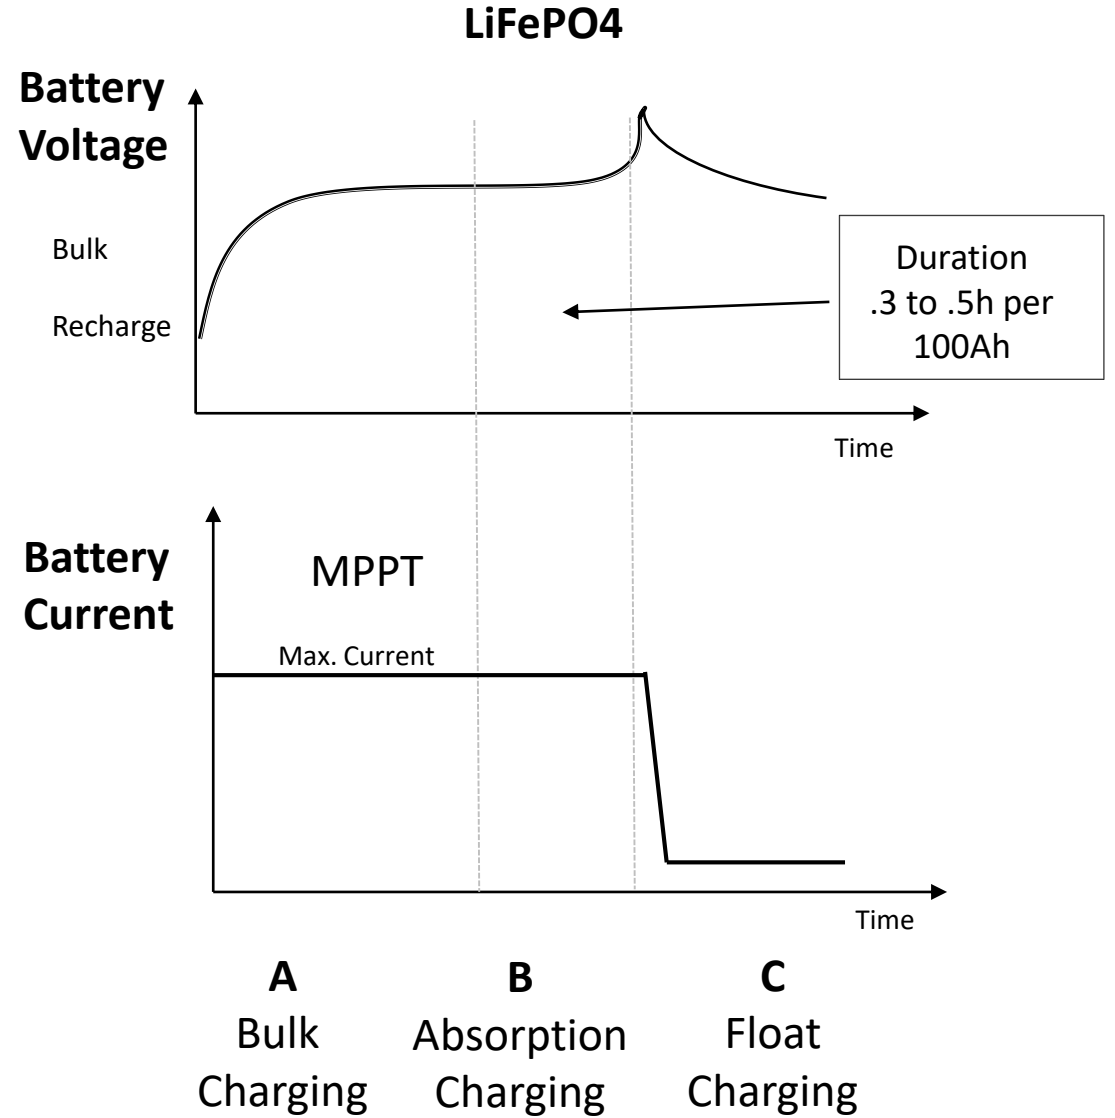 LiFePO4
Battery
Voltage
Bulk
Recharge
Duration
.3 to .5h per
100Ah
Time
Battery
Current
MPPT
Max. Current
Time
A
Bulk
Charging
B
Absorption
Charging
C
Float
Charging